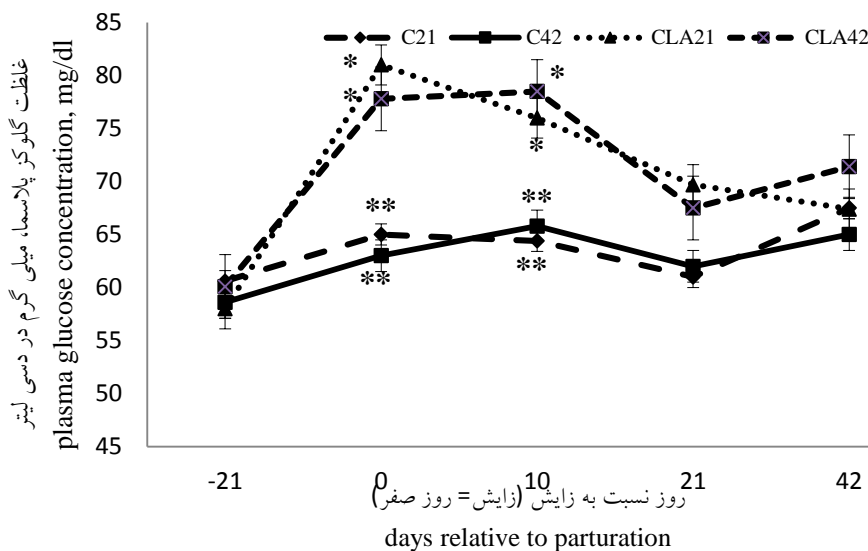 85
80
75
70
65
60
55
50
45
C21 C42 CLA21 CLA42
*
*
*
*
**
**
**
**
-21 0 10 21 42
غلظت گلوکز پلاسما، میلی گرم در دسی لیتر
plasma glucose concentration, mg/dl
روز نسبت به زایش (زایش= روز صفر)
days relative to parturation